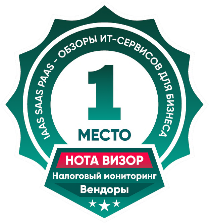 IAAS SAAS PAAS - ОБЗОРЫ ИТ-СЕРВИСОВ ДЛЯ БИЗНЕСА
1
МЕСТО
НОТА ВИЗОР
Налоговый мониторинг
Вендоры